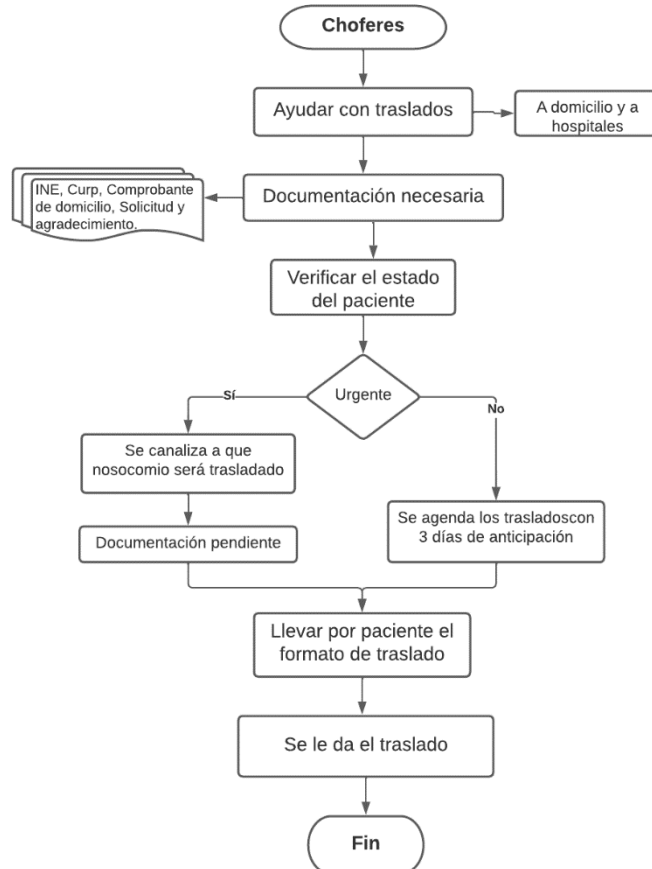 Choferes
Ayudar con traslados
A domicilio y a
hospitales
INE, Curp, Comprobante
de domicilio, Solicitud y
agradecimiento.
Documentación necesaria
Verificar el estado
del paciente
Urgente
Sí
No
Se canaliza a que
nosocomio será trasladado
Se agenda los trasladoscon
3 días de anticipación
Documentación pendiente
Llevar por paciente el
formato de traslado
Se le da el traslado
Fin